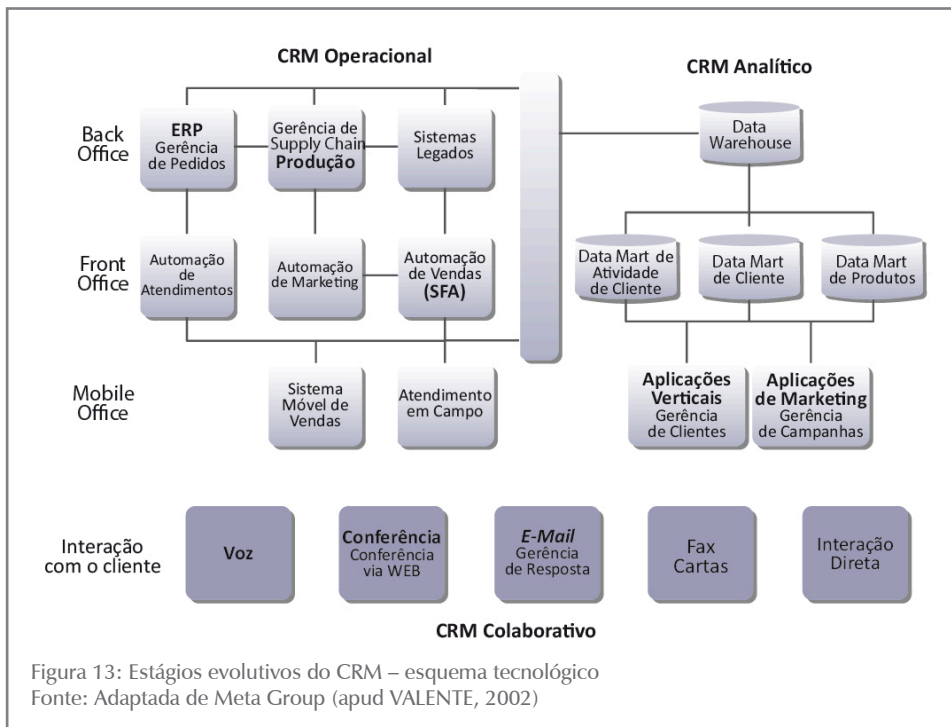 CRM Operacional
CRM Analítico
Back
Office
ERP
Gerência
de Pedidos
Gerência de
Supply Chain
Produção
Sistemas
Legados
Data
Warehouse
Front
Office
Automação
de
Atendimentos
Automação
de Marketing
Automação
de Vendas
(SFA)
Data Mart de
Atividade
de Cliente
Data Mart
de Cliente
Data Mart
de Produtos
Mobile
Office
Sistema
Móvel de
Vendas
Atendimento
em Campo
Aplicações
Verticais
Gerência
de Clientes
Aplicações
de Marketing
Gerência
de Campanhas
Interação
com o cliente
Voz
Conferência
Conferência
via WEB
E-Mail
Gerência
de Resposta
Fax
Cartas
Interação
Direta
CRM Colaborativo
Figura 13: Estágios evolutivos do CRM – esquema tecnológico
Fonte: Adaptada de Meta Group (apud VALENTE, 2002)